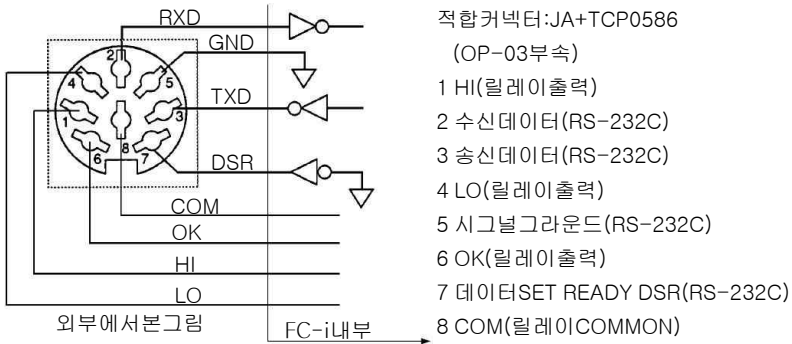 RXD
GND
TXD
DSR
COM
OK
HI
LO
2
4
5
1
3
8
6
7
외부에서본그림
FC-i내부
적합커넥터:JA+TCP0586
(OP-03부속)
1 HI(릴레이출력)
2 수신데이터(RS-232C)
3 송신데이터(RS-232C)
4 LO(릴레이출력)
5 시그널그라운드(RS-232C)
6 OK(릴레이출력)
7 데이터SET READY DSR(RS-232C)
8 COM(릴레이COMMON)